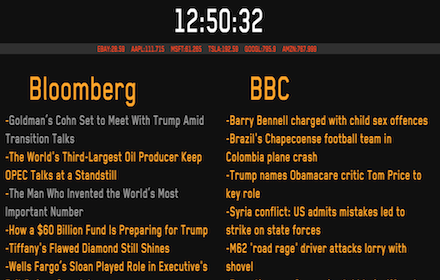 12:50:32
EBAY:28.59 AAPL:111.715 MSFT:61.265 TSLA:192.59 GOOGL:785.9 AMZN:767.999
Bloomberg
-Goldman's Cohn Set to Meet With Trump Amid
Transition Talks
-The World's Third-Largest Oil Producer Keep
OPEC Talks at a Standstill
-The Man Who Invented the World's Most
Important Number
-How a $60 Billion Fund Is Preparing for Trump
-Tiffany's Flawed Diamond Still Shines
-Wells Fargo's Sloan Played Role in Executive's
BBC
-Barry Bennell charged with child sex offences
-Brazil's Chapecoense football team in
Colombia plane crash
-Trump names Obamacare critic Tom Price to
key role
-Syria conflict: US admits mistakes led to
strike on state forces
-M62 'road rage' driver attacks lorry with
shovel